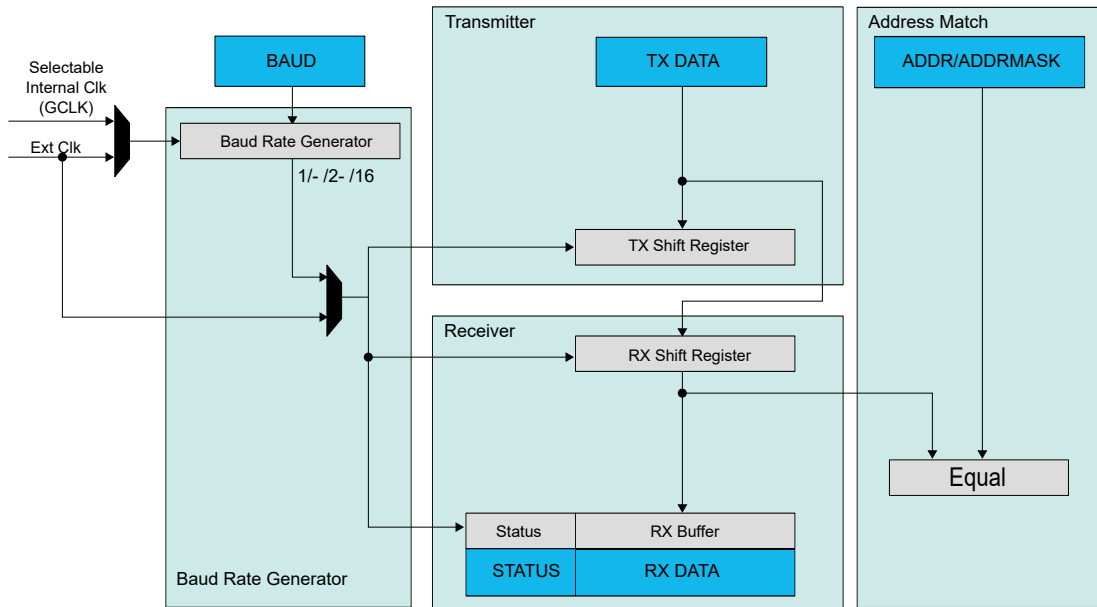 Transmitter
Address Match
BAUD
TX DATA
ADDR/ADDRMASK
Selectable
Internal Clk
(GCLK)
Ext Clk
Baud Rate Generator
1/- /2- /16
TX Shift Register
Receiver
RX Shift Register
Equal
Status
RX Buffer
STATUS
RX DATA
Baud Rate Generator